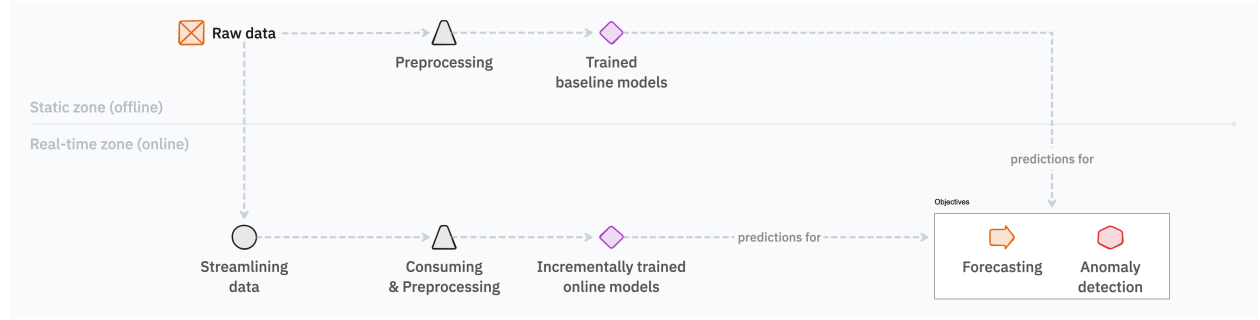 Raw data
Preprocessing
Trained
baseline models
Static zone (offline)
Real-time zone (online)
predictions for
Objectives
predictions for
Streamlining
data
Consuming
& Preprocessing
Incrementally trained
online models
Forecasting
Anomaly
detection